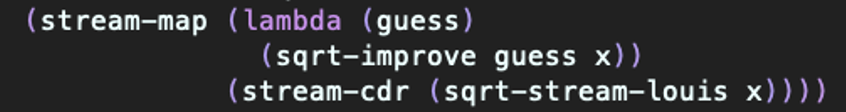 (stream-map (lambda (guess)
(sqrt-improve guess x))
(stream-cdr (sqrt-stream-louis x))))